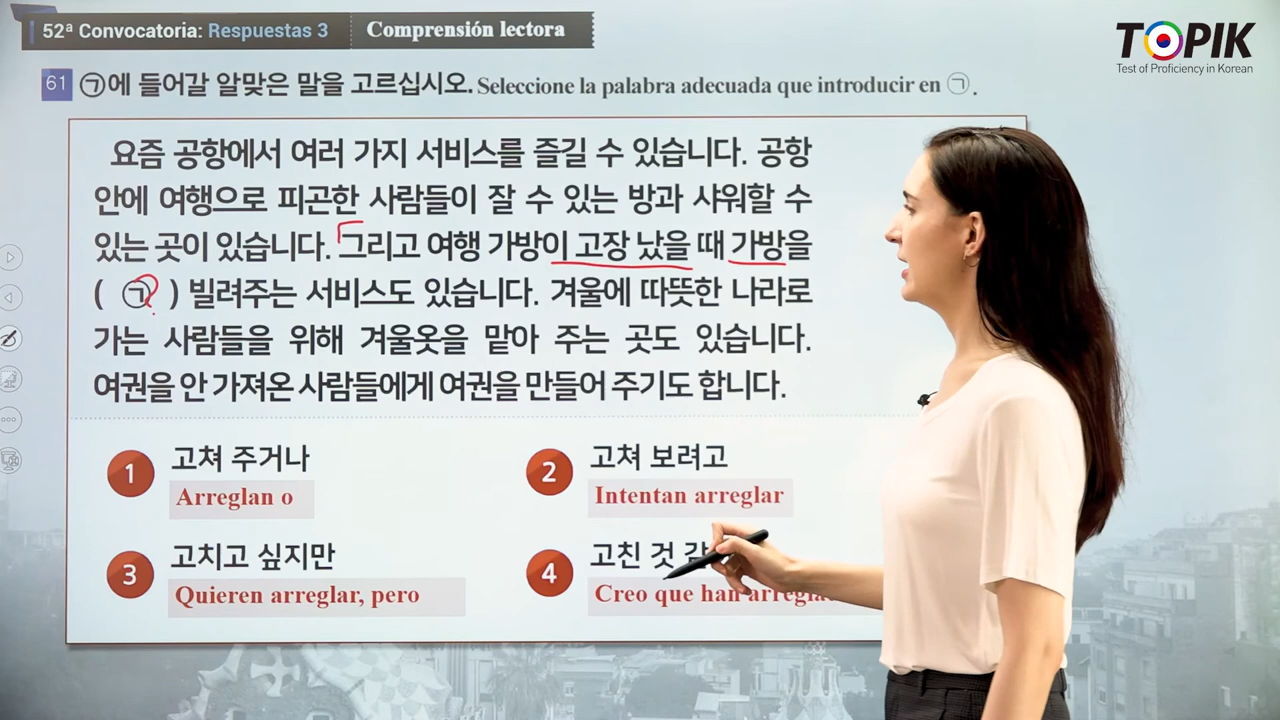 52ª Convocatoria: Respuestas 3
Comprensión lectora
TOPIK
Test of Proficiency in Korean
61 ㉠에 들어갈 알맞은 말을 고르십시오. Seleccione la palabra adecuada que introducir en ㉠.
요즘 공항에서 여러 가지 서비스를 즐길 수 있습니다. 공항
안에 여행으로 피곤한 사람들이 잘 수 있는 방과 샤워할 수
있는 곳이 있습니다. 그리고 여행 가방이 고장 났을 때 가방을
( ㉠ ) 빌려주는 서비스도 있습니다. 겨울에 따뜻한 나라로
가는 사람들을 위해 겨울옷을 맡아 주는 곳도 있습니다.
여권을 안 가져온 사람들에게 여권을 만들어 주기도 합니다.
1 고쳐 주거나
Arreglan o
2 고쳐 보려고
Intentan arreglar
3 고치고 싶지만
Quieren arreglar, pero
4 고친 것
Creo que han